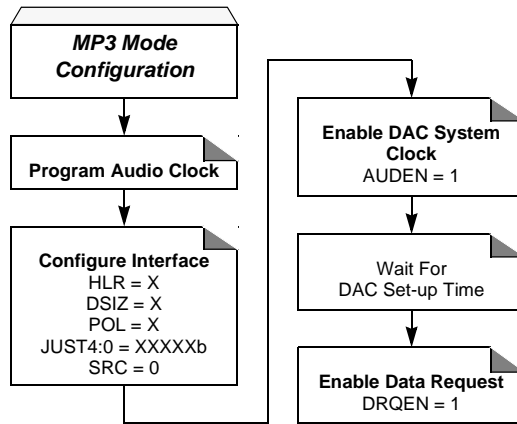 MP3 Mode
Configuration
Program Audio Clock
Configure Interface
HLR = X
DSIZ = X
POL = X
JUST4:0 = XXXXXb
SRC = 0
Enable DAC System
Clock
AUDEN = 1
Wait For
DAC Set-up Time
Enable Data Request
DRQEN = 1